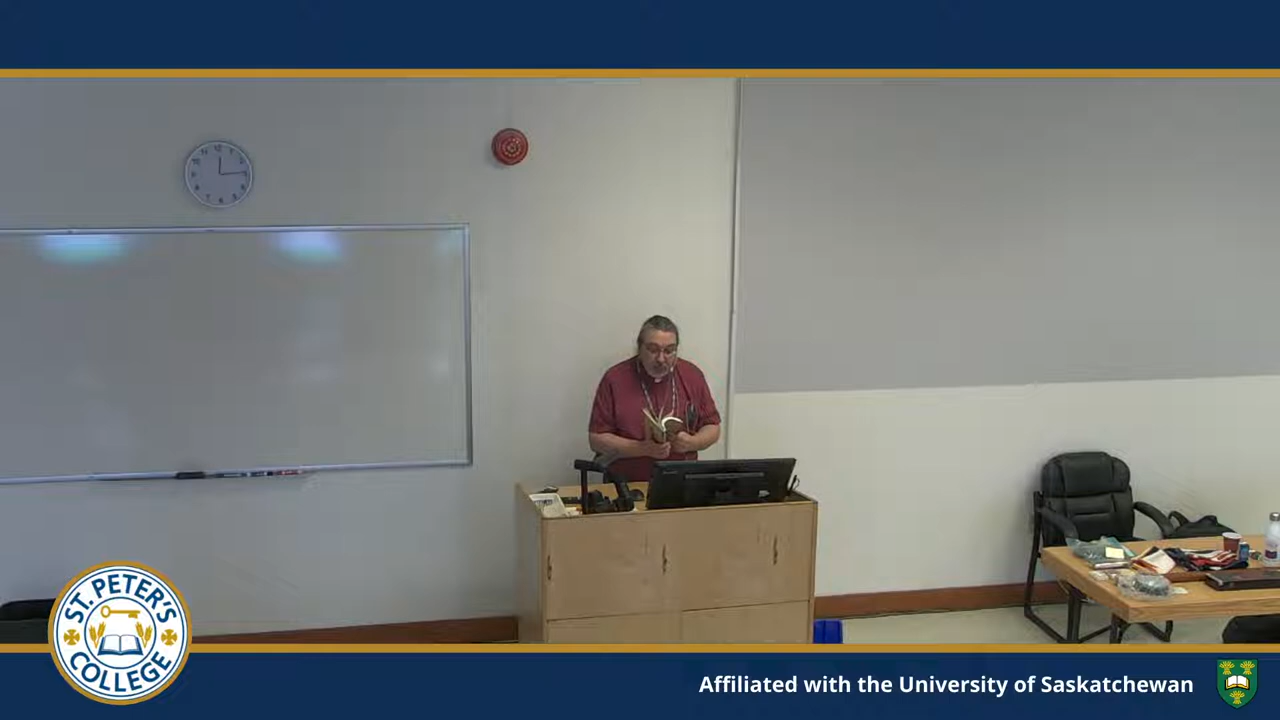 ST. PETER'S
COLLEGE
Affiliated with the University of Saskatchewan